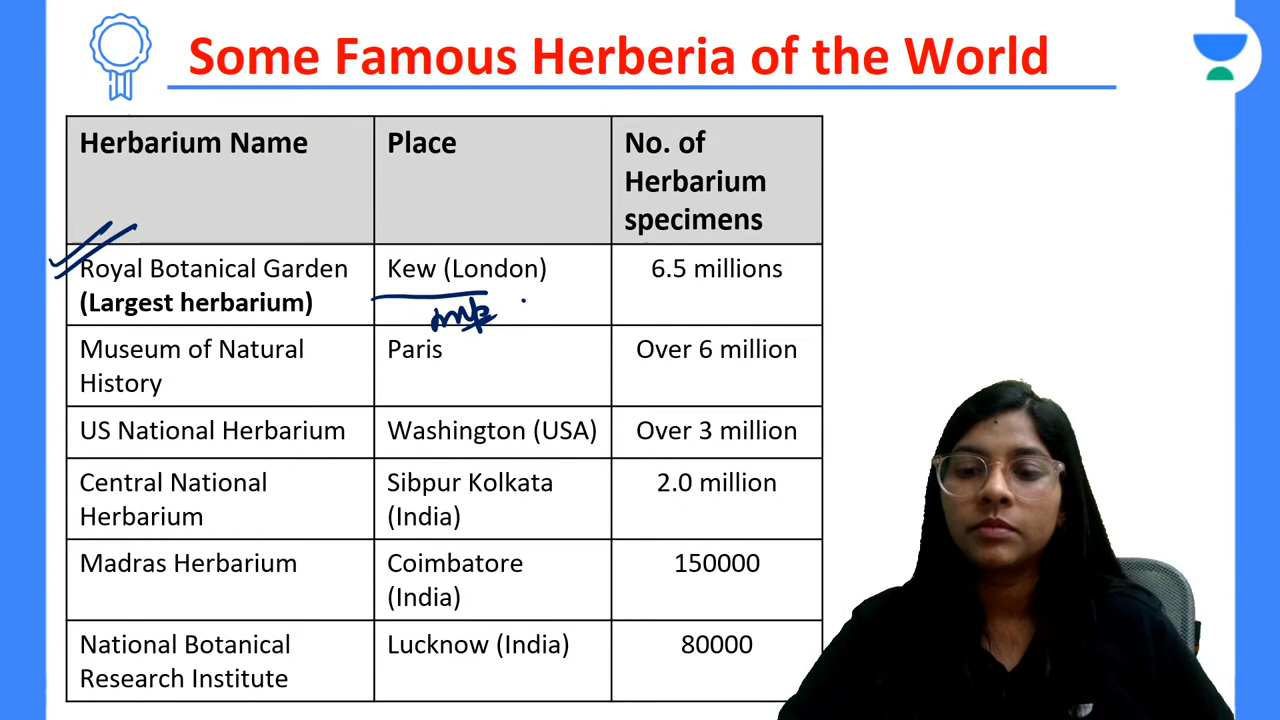 Some Famous Herberia of the World
Herbarium Name
Place
No. of
Herbarium
specimens
Royal Botanical Garden
(Largest herbarium)
Kew (London)
imp
6.5 millions
Museum of Natural
History
Paris
Over 6 million
US National Herbarium
Washington (USA)
Over 3 million
Central National
Herbarium
Sibpur Kolkata
(India)
2.0 million
Madras Herbarium
Coimbatore
(India)
150000
National Botanical
Research Institute
Lucknow (India)
80000